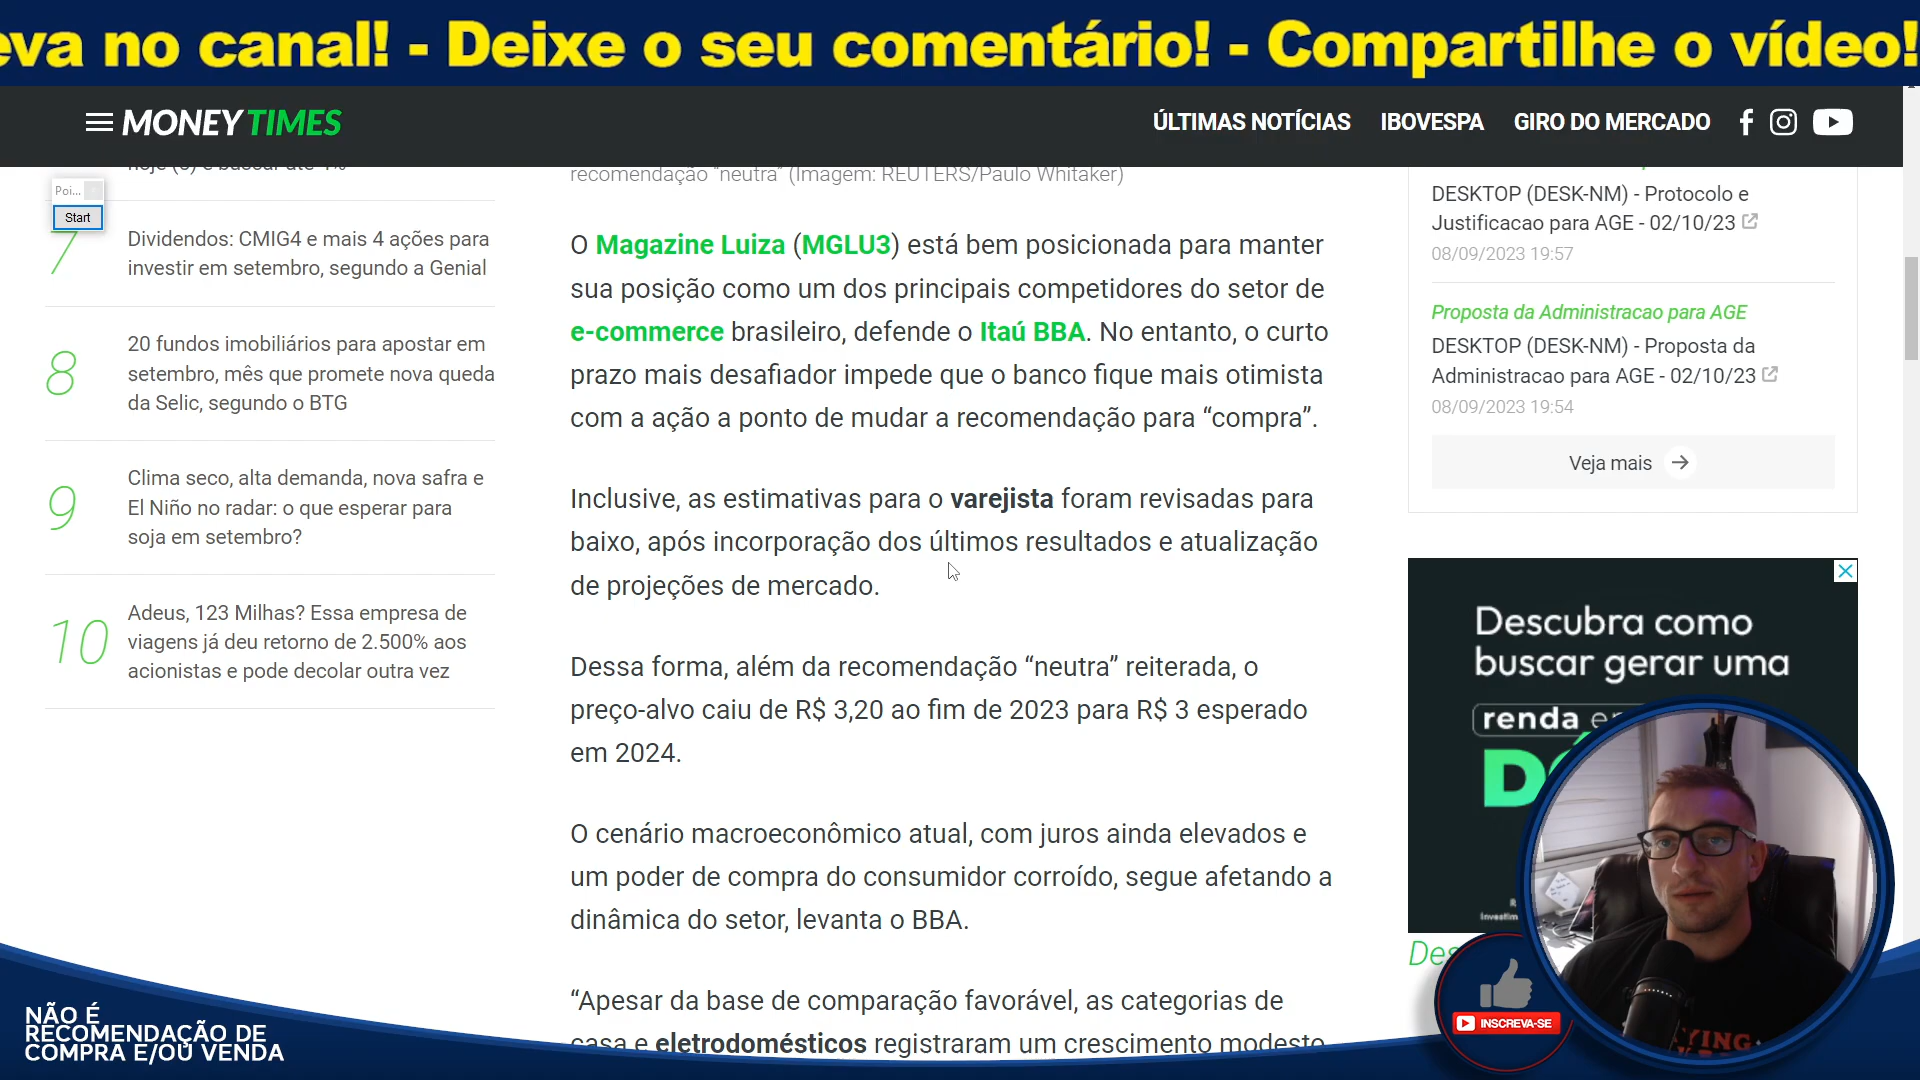 no canal! - Deixe o seu comentário! - Compartilhe o vídeo!
MONEY TIMES
ÚLTIMAS NOTÍCIAS IBOVESPA GIRO DO MERCADO
Poi...
Start
7
Dividendos: CMIG4 e mais 4 ações para
investir em setembro, segundo a Genial
8
20 fundos imobiliários para apostar em
setembro, mês que promete nova queda
da Selic, segundo o BTG
9
Clima seco, alta demanda, nova safra e
El Niño no radar: o que esperar para
soja em setembro?
10
Adeus, 123 Milhas? Essa empresa de
viagens já deu retorno de 2.500% aos
acionistas e pode decolar outra vez
recomendação "neutra" (Imagem: REUTERS/Paulo Whitaker)
O Magazine Luiza (MGLU3) está bem posicionada para manter
sua posição como um dos principais competidores do setor de
e-commerce brasileiro, defende o Itaú BBA. No entanto, o curto
prazo mais desafiador impede que o banco fique mais otimista
com a ação a ponto de mudar a recomendação para “compra”.
Inclusive, as estimativas para o varejista foram revisadas para
baixo, após incorporação dos últimos resultados e atualização
de projeções de mercado.
Dessa forma, além da recomendação “neutra” reiterada, o
preço-alvo caiu de R$ 3,20 ao fim de 2023 para R$ 3 esperado
em 2024.
O cenário macroeconômico atual, com juros ainda elevados e
um poder de compra do consumidor corroído, segue afetando a
dinâmica do setor, levanta o BBA.
“Apesar da base de comparação favorável, as categorias de
casa e eletrodomésticos registraram um crescimento modesto
DESKTOP (DESK-NM) - Protocolo e
Justificacao para AGE - 02/10/23
08/09/2023 19:57
Proposta da Administracao para AGE
DESKTOP (DESK-NM) - Proposta da
Administracao para AGE - 02/10/23
08/09/2023 19:54
Veja mais
Descubra como
buscar gerar uma
renda
INSCREVA-SE
NÃO É
RECOMENDAÇÃO DE
COMPRA E/OU VENDA